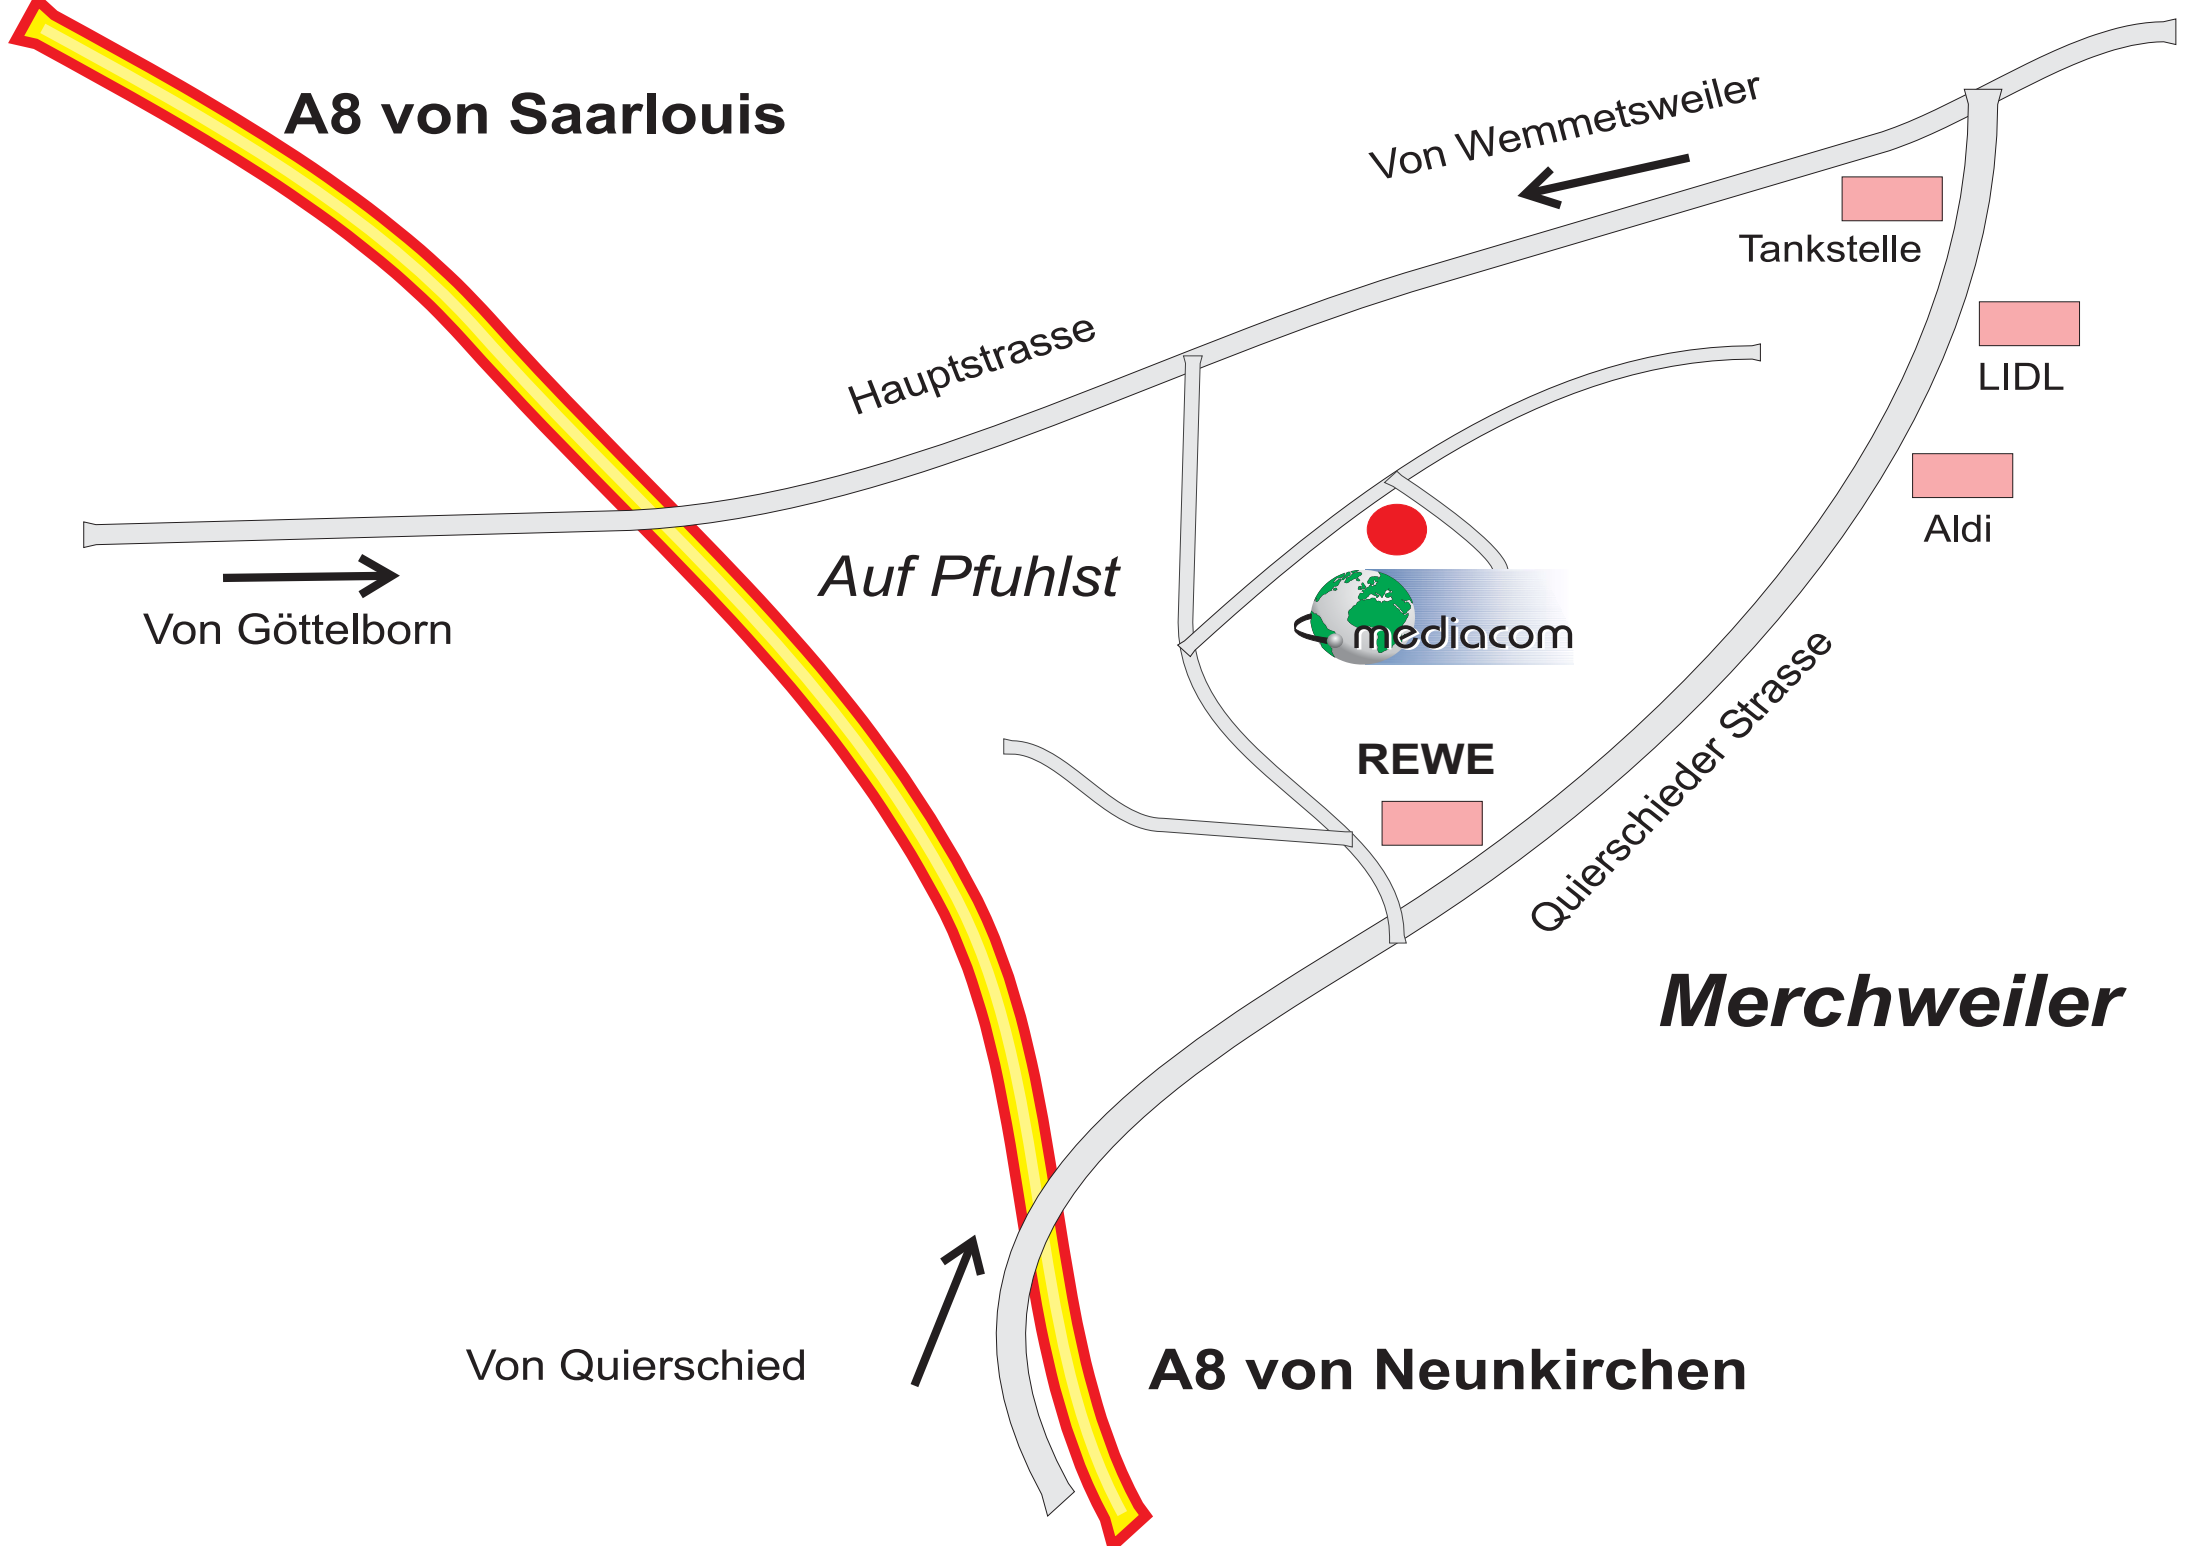 A8 von Saarlouis
Von Wemmetsweiler
Tankstelle
Hauptstrasse
LIDL
Aldi
Auf Pfuhlst
Von Göttelborn
mediacom
REWE
Quierschieder Strasse
Merchweiler
Von Quierschied
A8 von Neunkirchen